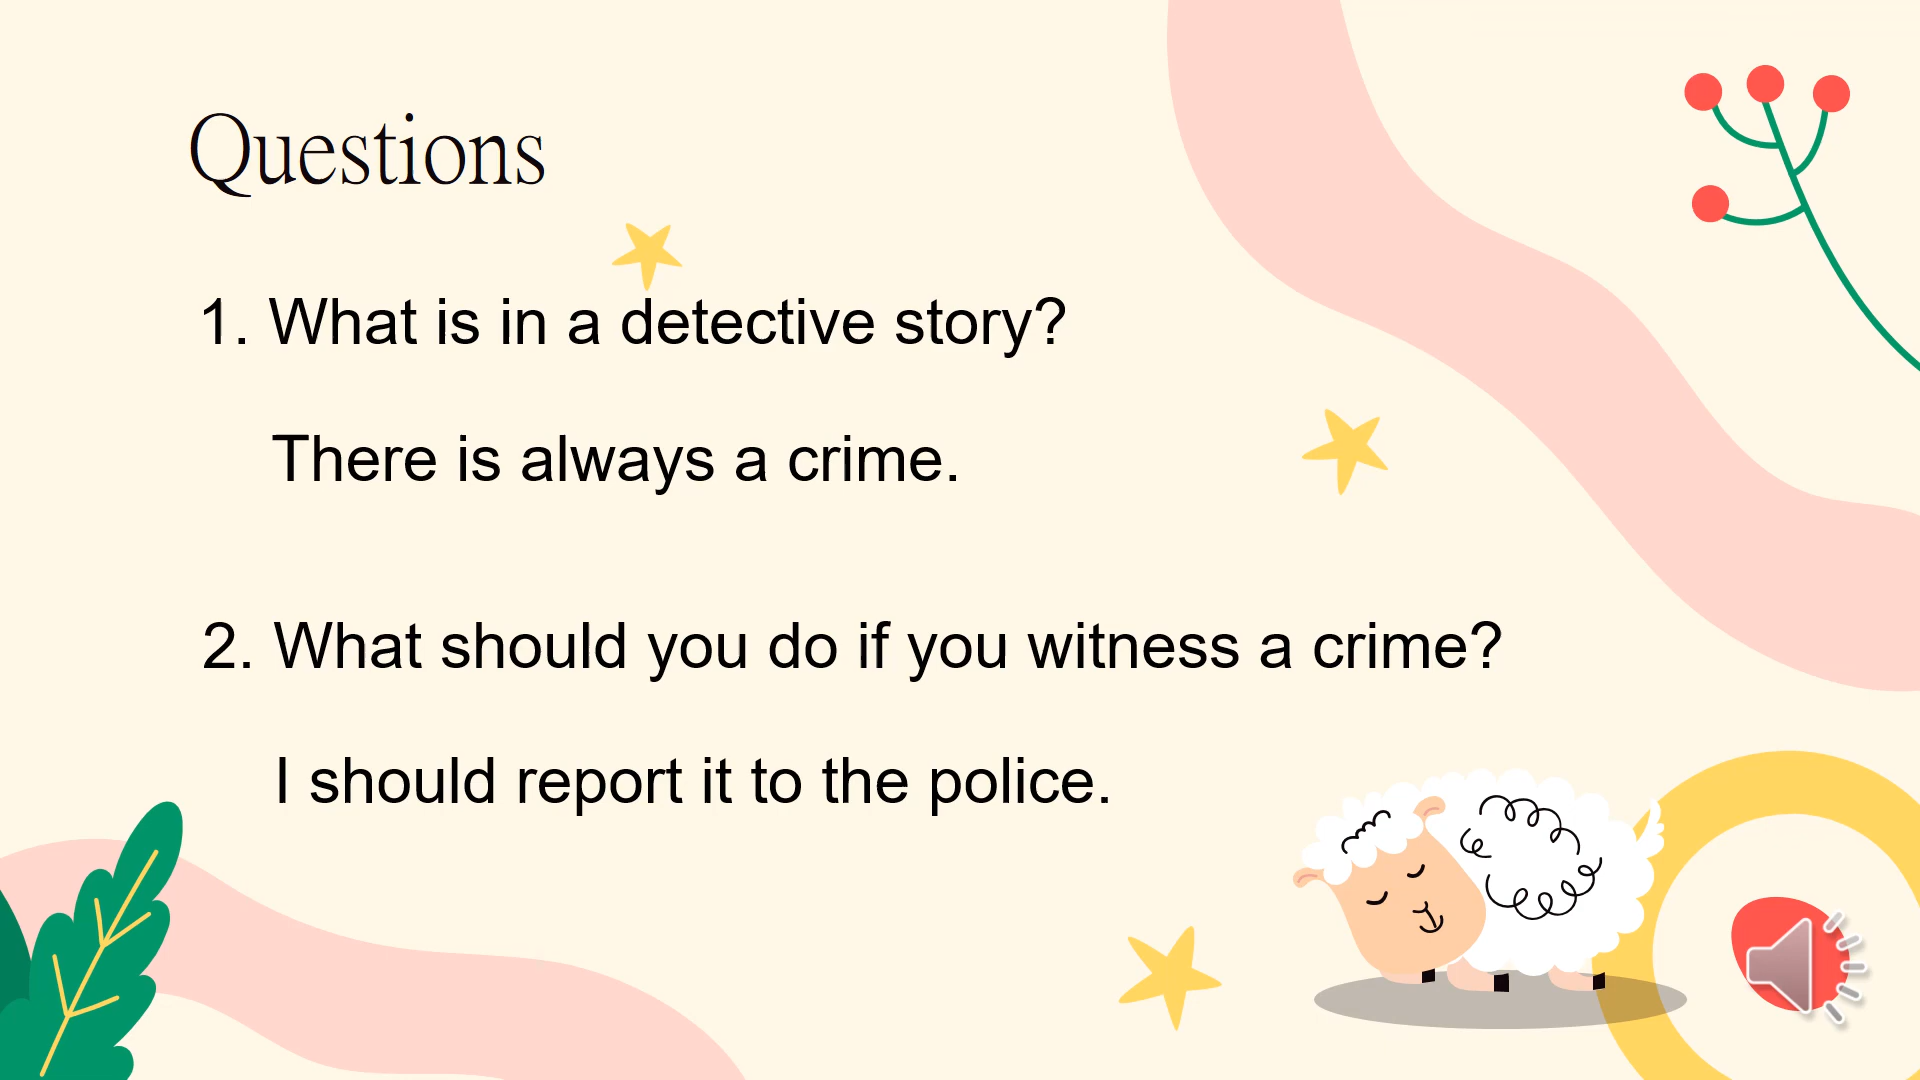 Questions
1. What is in a detective story?
There is always a crime.
2. What should you do if you witness a crime?
I should report it to the police.